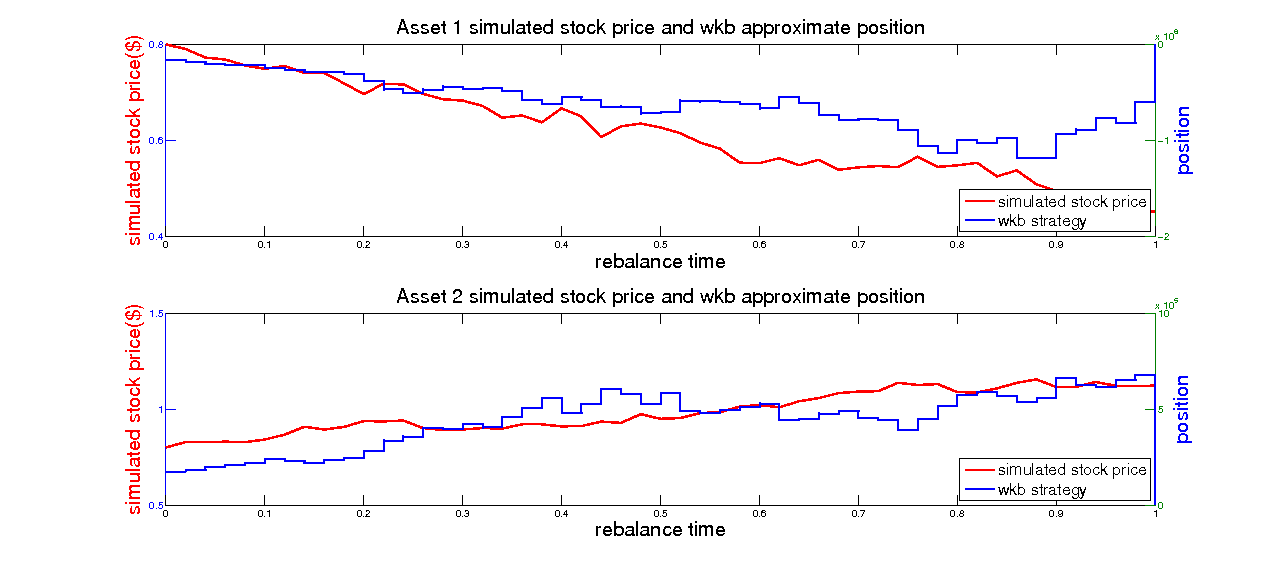 Asset 1 simulated stock price and wkb approximate position
x 10^6
0.8
0.6
0.4
0
-1
-2
simulated stock price($)
position
simulated stock price
wkb strategy
0 0.1 0.2 0.3 0.4 0.5 0.6 0.7 0.8 0.9 1
rebalance time
Asset 2 simulated stock price and wkb approximate position
x 10^5
1.5
1
0.5
10
5
0
simulated stock price($)
position
simulated stock price
wkb strategy
0 0.1 0.2 0.3 0.4 0.5 0.6 0.7 0.8 0.9 1
rebalance time